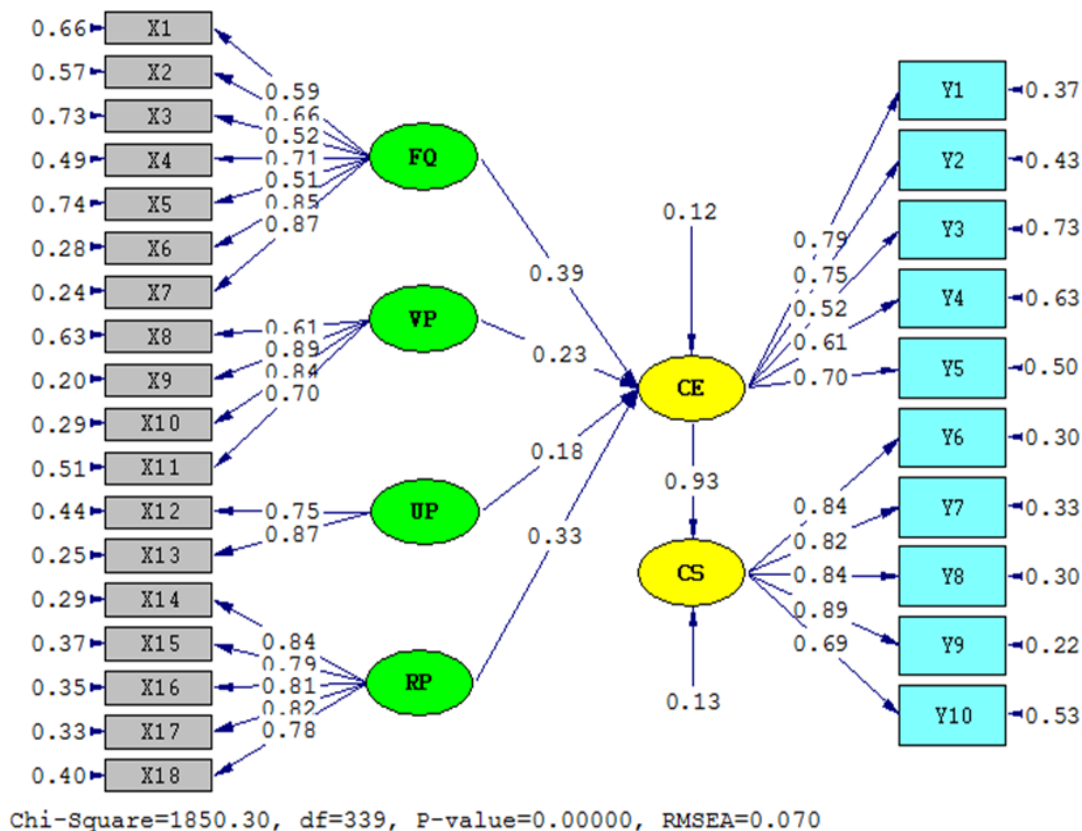 0.66 X1
0.57 X2
0.73 X3
0.49 X4
0.74 X5
0.28 X6
0.24 X7
0.63 X8
0.20 X9
0.29 X10
0.51 X11
0.44 X12
0.25 X13
0.29 X14
0.37 X15
0.35 X16
0.33 X17
0.40 X18
0.59
0.66
0.52
0.71
0.51
0.85
0.87
0.61
0.89
0.84
0.70
0.75
0.87
0.84
0.79
0.81
0.82
0.78
FQ
VP
UP
RP
0.39
0.23
0.18
0.33
0.12
CE
0.93
CS
0.13
0.79
0.75
0.52
0.61
0.70
0.84
0.82
0.84
0.89
0.69
Y1 0.37
Y2 0.43
Y3 0.73
Y4 0.63
Y5 0.50
Y6 0.30
Y7 0.33
Y8 0.30
Y9 0.22
Y10 0.53
Chi-Square=1850.30, df=339, P-value=0.00000, RMSEA=0.070